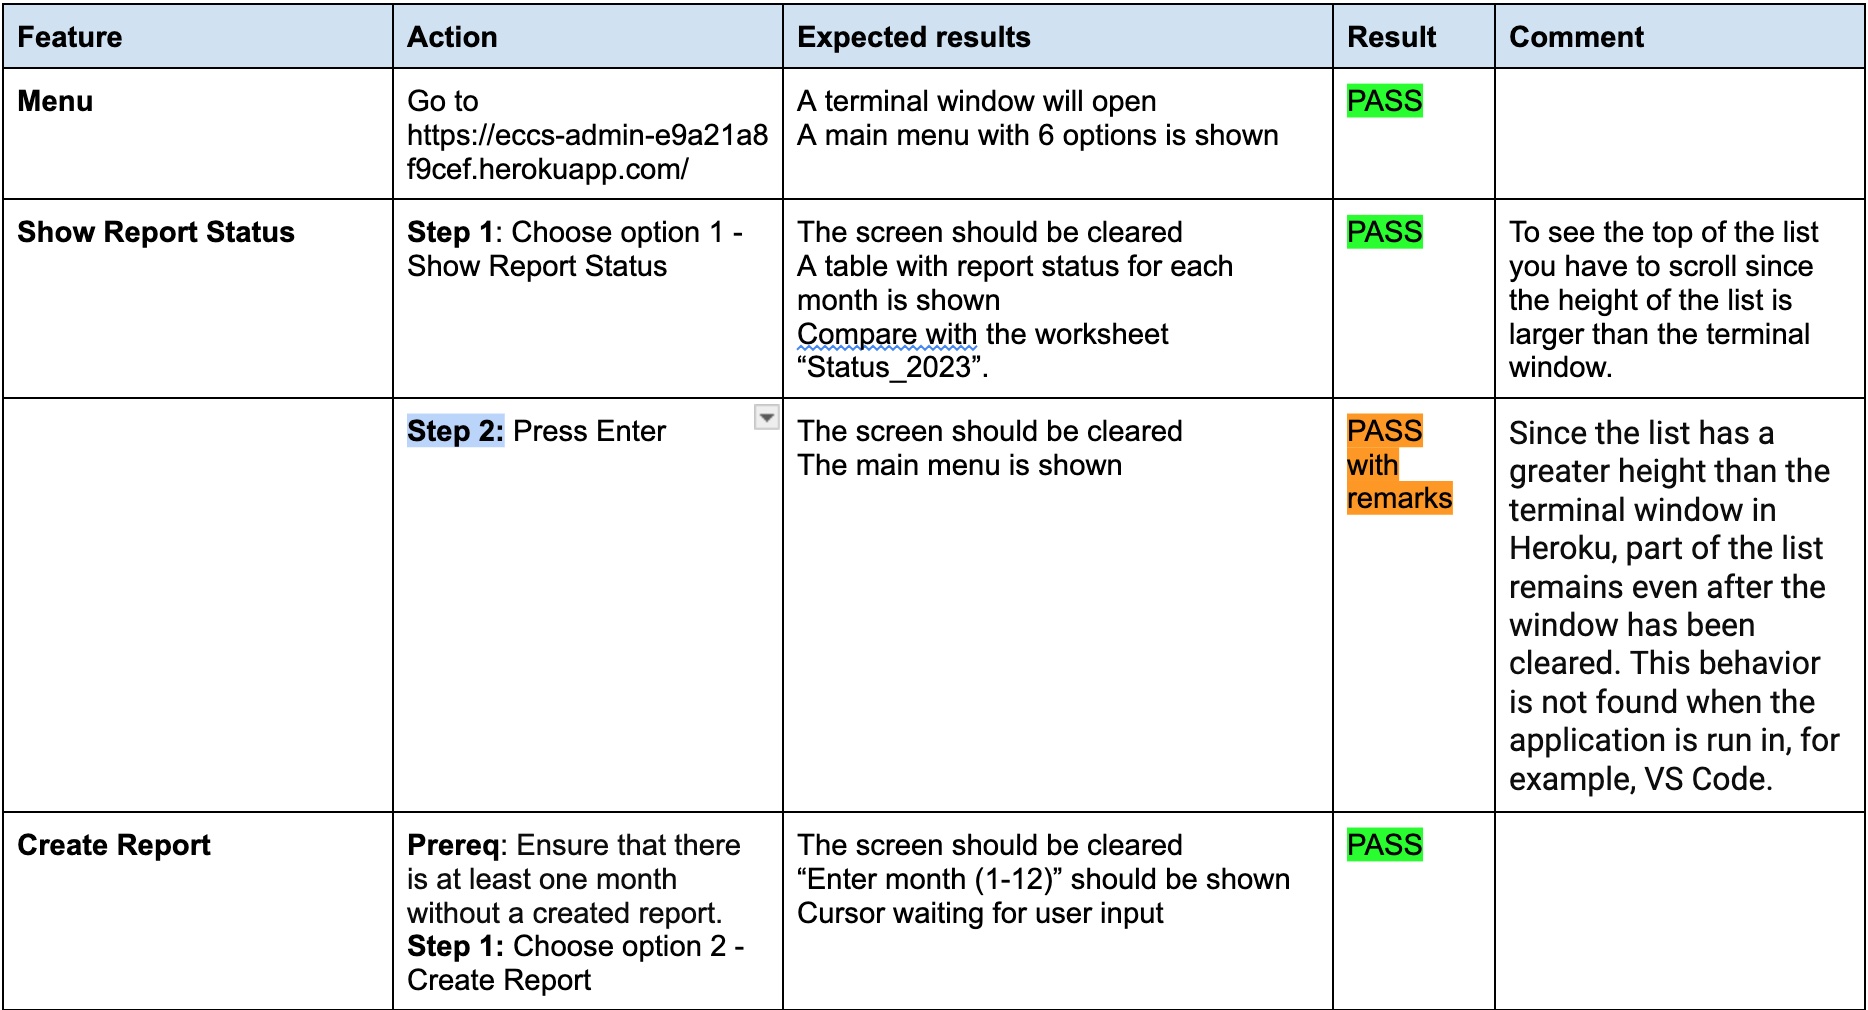 Feature Action Expected results Result Comment
Menu
Go to
https://eccs-admin-e9a21a8
f9cef.herokuapp.com/
A terminal window will open
A main menu with 6 options is shown
PASS
Show Report Status
Step 1: Choose option 1 -
Show Report Status
The screen should be cleared
A table with report status for each
month is shown
Compare with the worksheet
“Status_2023”.
PASS
To see the top of the list
you have to scroll since
the height of the list is
larger than the terminal
window.
Step 2: Press Enter
The screen should be cleared
The main menu is shown
PASS
with
remarks
Since the list has a
greater height than the
terminal window in
Heroku, part of the list
remains even after the
window has been
cleared. This behavior
is not found when the
application is run in, for
example, VS Code.
Create Report
Prereq: Ensure that there
is at least one month
without a created report.
Step 1: Choose option 2 -
Create Report
The screen should be cleared
“Enter month (1-12)” should be shown
Cursor waiting for user input
PASS